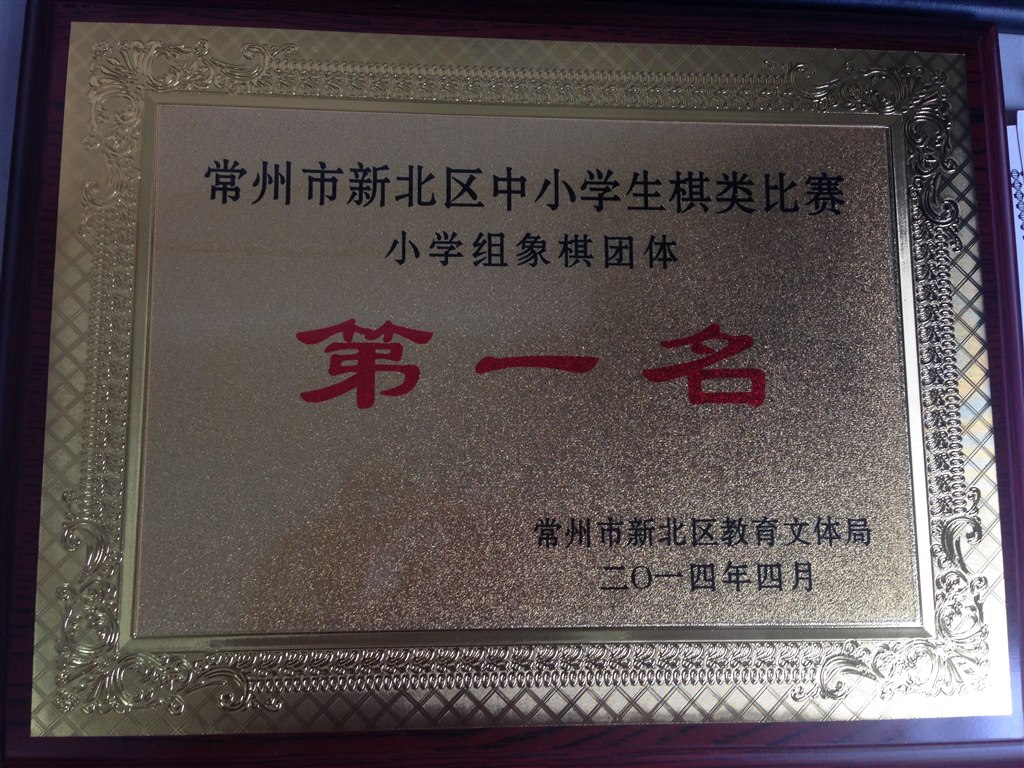 常州市新北区中小学生棋类比赛
小学组象棋团体
第一名
常州市新北区教育文体局
二〇一四年四月